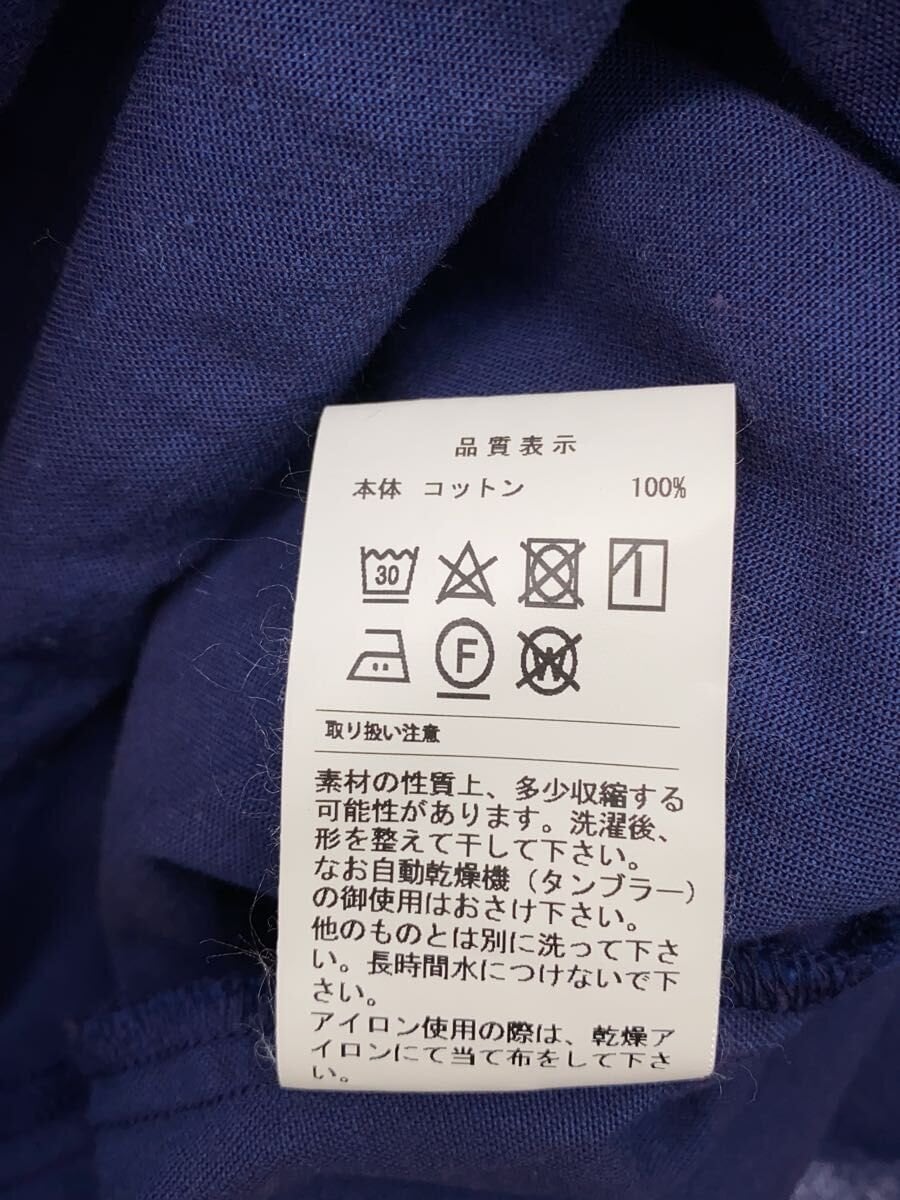 品質表示
本体 コットン 100%
30
F
W
取り扱い注意
素材の性質上、多少収縮する
可能性があります。洗濯後、
形を整えて干して下さい。
なお自動乾燥機(タンブラー)
の御使用はおさけ下さい。
他のものとは別に洗って下さ
い。長時間水につけないで下
さい。
アイロン使用の際は、乾燥ア
イロンにて当て布をして下さ
い。